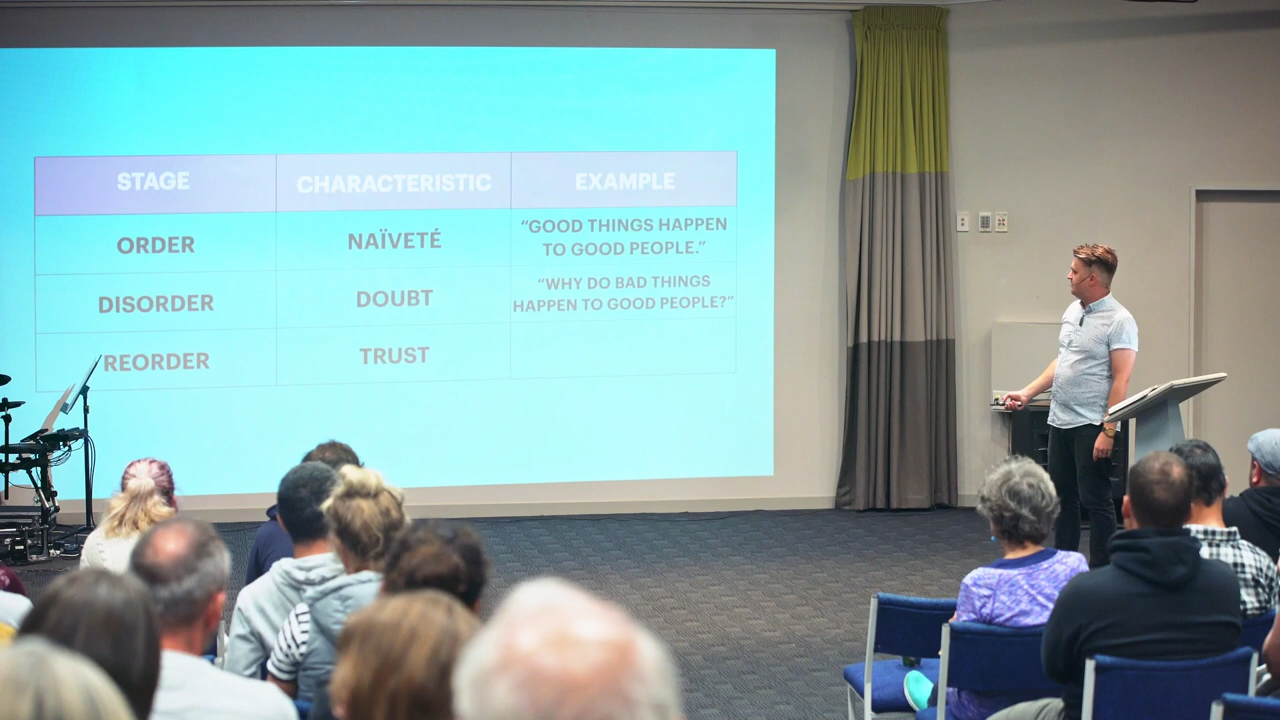 STAGE CHARACTERISTIC EXAMPLE
ORDER NAÏVETÉ “GOOD THINGS HAPPEN
TO GOOD PEOPLE.”
DISORDER DOUBT “WHY DO BAD THINGS
HAPPEN TO GOOD PEOPLE?”
REORDER TRUST